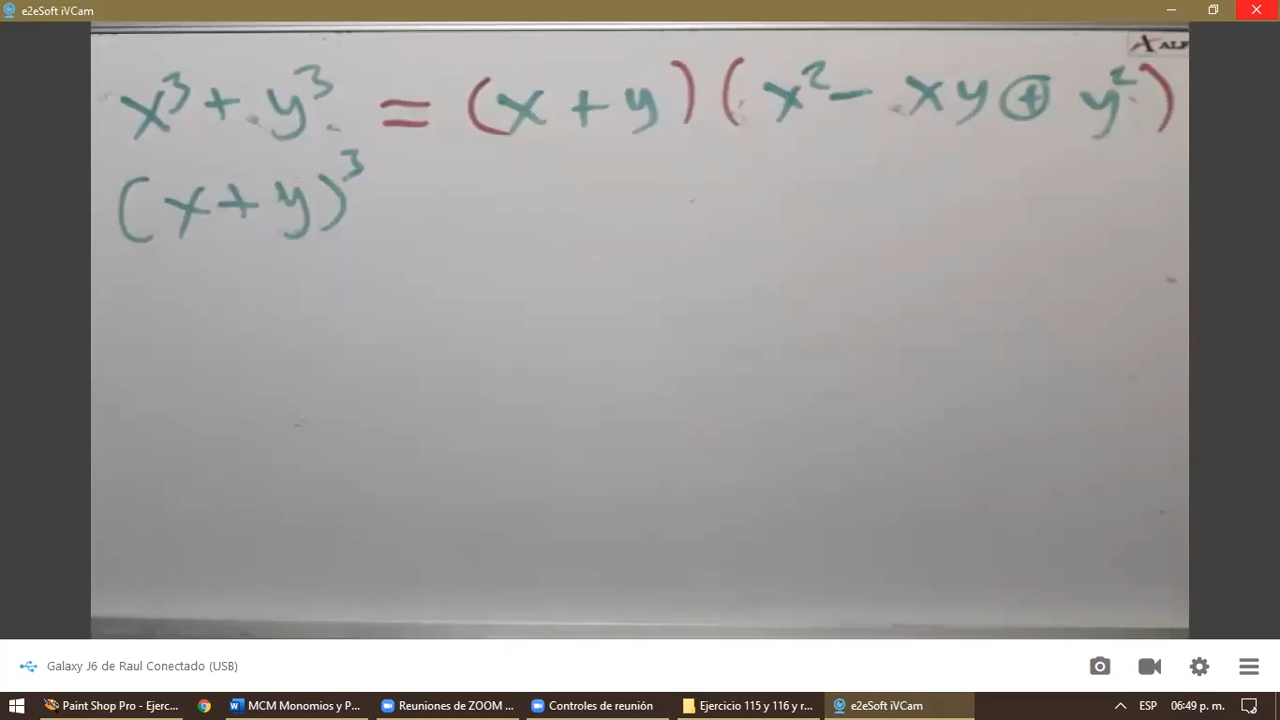 e2eSoft iVCam
ALF
x³ + y³ = (x + y) (x² - xy ⊕ y²)
(x + y)³
Galaxy J6 de Raul Conectado (USB)
Paint Shop Pro - Ejerc... MCM Monomios y P... Reuniones de ZOOM ... Controles de reunión Ejercicio 115 y 116 y r... e2eSoft iVCam ESP 06:49 p. m.